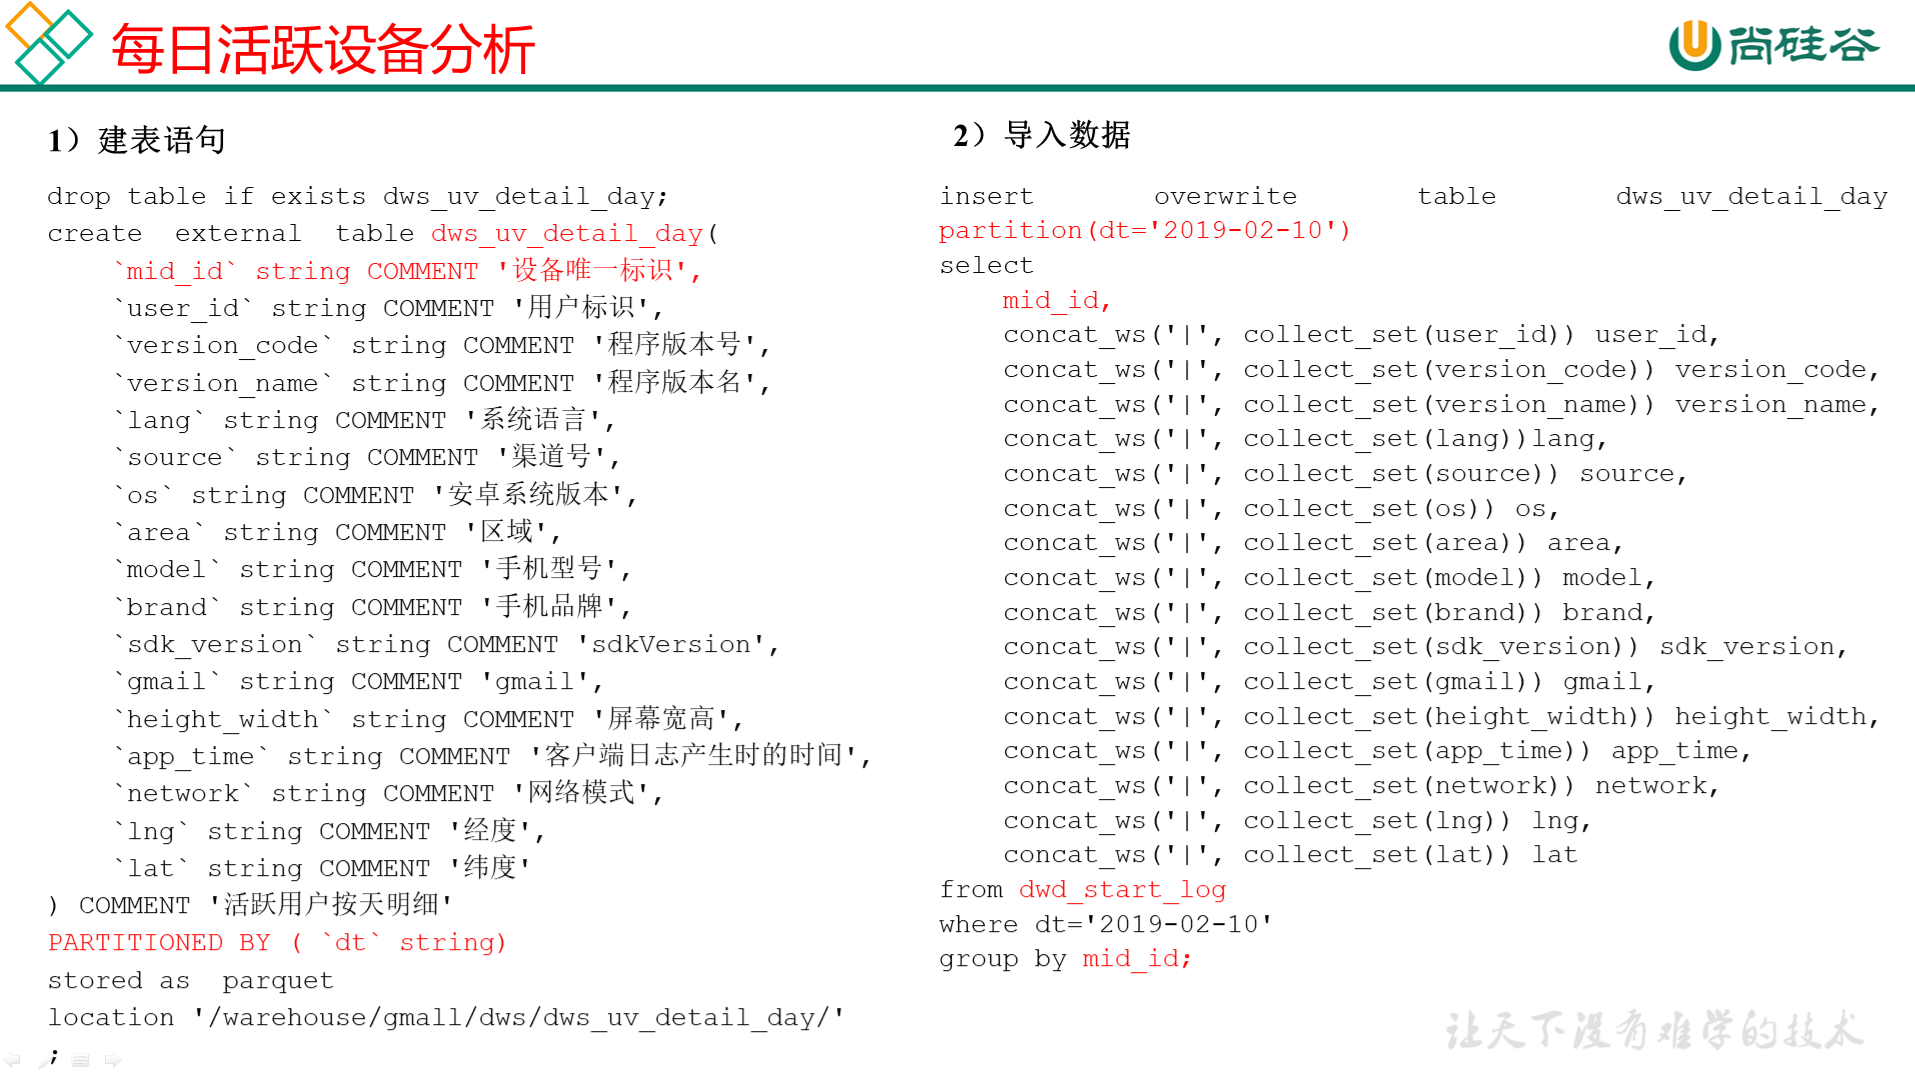 每日活跃设备分析
尚硅谷
1）建表语句
drop table if exists dws_uv_detail_day;
create external table dws_uv_detail_day(
`mid_id` string COMMENT '设备唯一标识',
`user_id` string COMMENT '用户标识',
`version_code` string COMMENT '程序版本号',
`version_name` string COMMENT '程序版本名',
`lang` string COMMENT '系统语言',
`source` string COMMENT '渠道号',
`os` string COMMENT '安卓系统版本',
`area` string COMMENT '区域',
`model` string COMMENT '手机型号',
`brand` string COMMENT '手机品牌',
`sdk_version` string COMMENT 'sdkVersion',
`gmail` string COMMENT 'gmail',
`height_width` string COMMENT '屏幕宽高',
`app_time` string COMMENT '客户端日志产生时的时间',
`network` string COMMENT '网络模式',
`lng` string COMMENT '经度',
`lat` string COMMENT '纬度'
) COMMENT '活跃用户按天明细'
PARTITIONED BY ( `dt` string)
stored as parquet
location '/warehouse/gmall/dws/dws_uv_detail_day/'
;
2）导入数据
insert overwrite table dws_uv_detail_day
partition(dt='2019-02-10')
select
mid_id,
concat_ws('|', collect_set(user_id)) user_id,
concat_ws('|', collect_set(version_code)) version_code,
concat_ws('|', collect_set(version_name)) version_name,
concat_ws('|', collect_set(lang))lang,
concat_ws('|', collect_set(source)) source,
concat_ws('|', collect_set(os)) os,
concat_ws('|', collect_set(area)) area,
concat_ws('|', collect_set(model)) model,
concat_ws('|', collect_set(brand)) brand,
concat_ws('|', collect_set(sdk_version)) sdk_version,
concat_ws('|', collect_set(gmail)) gmail,
concat_ws('|', collect_set(height_width)) height_width,
concat_ws('|', collect_set(app_time)) app_time,
concat_ws('|', collect_set(network)) network,
concat_ws('|', collect_set(lng)) lng,
concat_ws('|', collect_set(lat)) lat
from dwd_start_log
where dt='2019-02-10'
group by mid_id;
让天下没有难学的技术